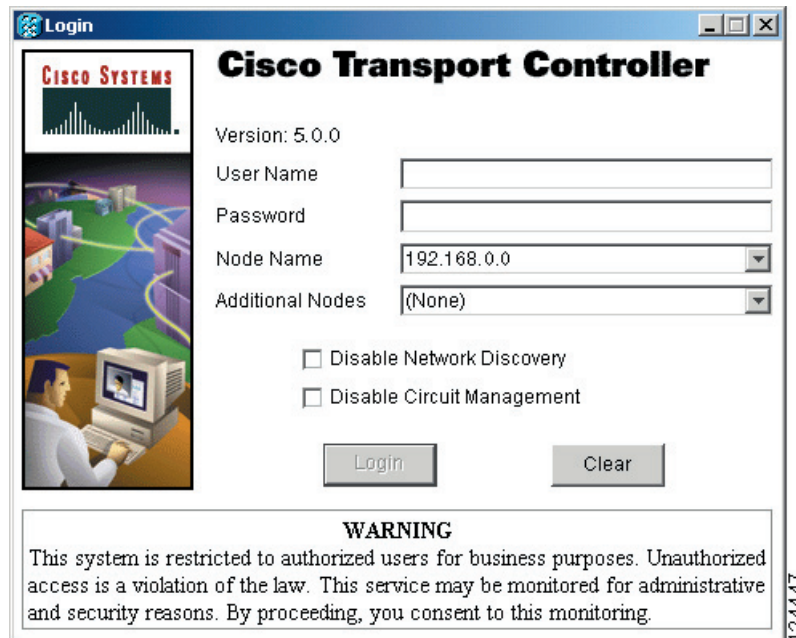 Login
CISCO SYSTEMS
Cisco Transport Controller
Version: 5.0.0
User Name
Password
Node Name
192.168.0.0
Additional Nodes
(None)
Disable Network Discovery
Disable Circuit Management
Login
Clear
WARNING
This system is restricted to authorized users for business purposes. Unauthorized
access is a violation of the law. This service may be monitored for administrative
and security reasons. By proceeding, you consent to this monitoring.